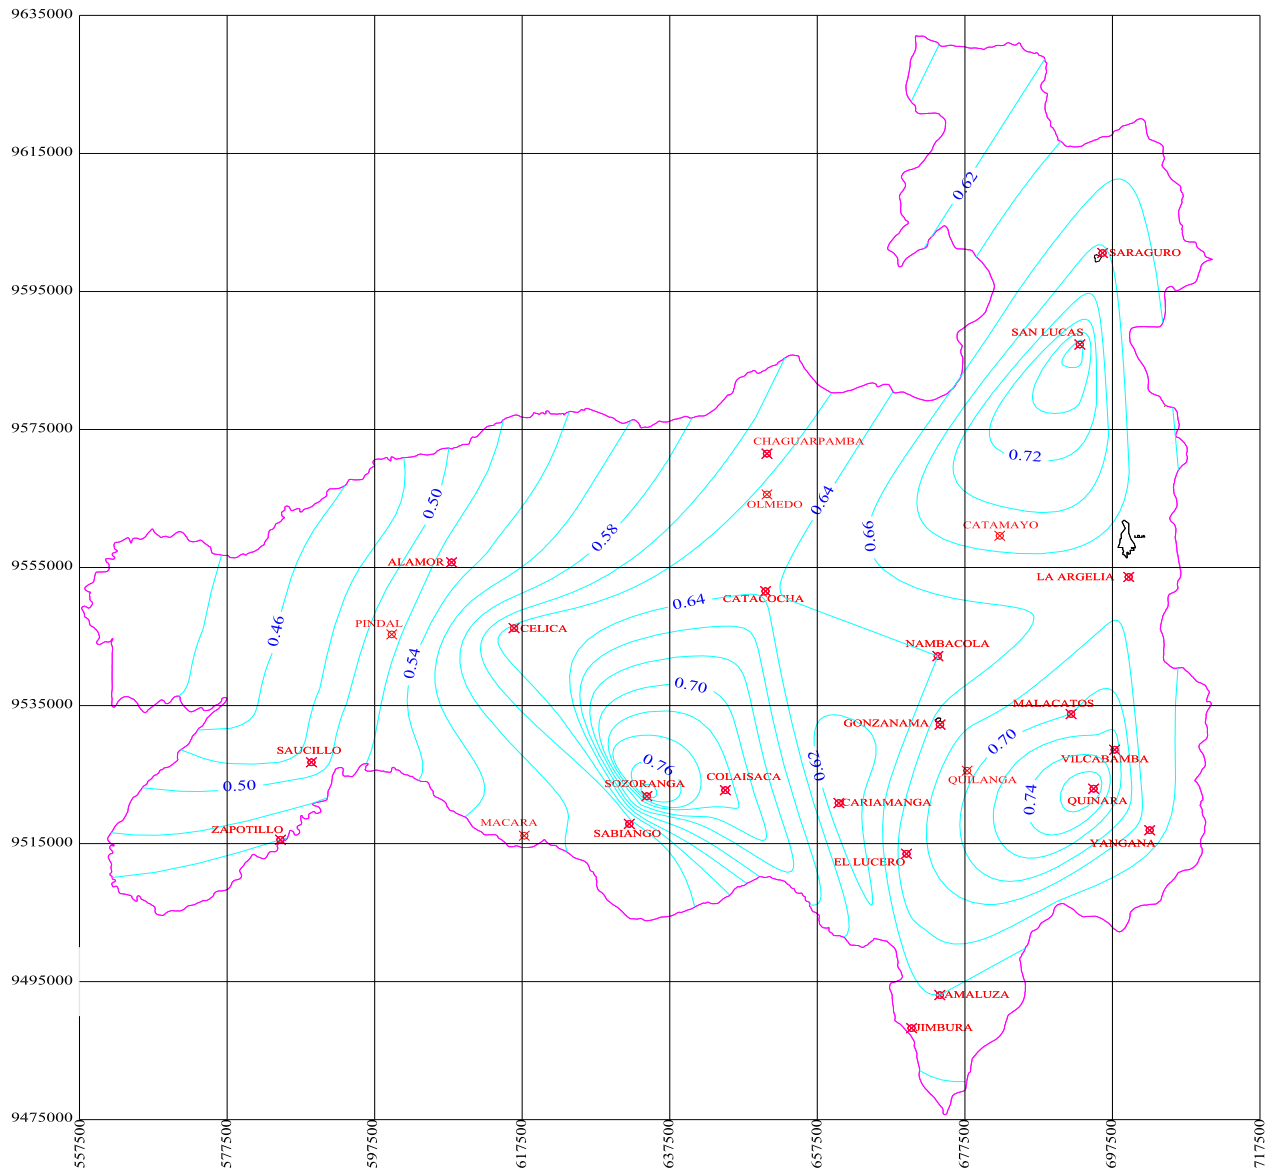 9635000
9615000
0.62
SARAGURO
9595000
SAN LUCAS
9575000
CHAGUARPAMBA
0.72
0.50
0.64
OLMEDO
0.58
0.66
CATAMAYO
LOJA
ALAMOR
9555000
LA ARGELIA
CATACOCHA
0.64
PINDAL
0.46
CELICA
NAMBACOLA
0.54
0.70
MALACATOS
9535000
GONZANAMA
0.70
SAUCILLO
0.76
0.62
VILCABAMBA
COLAISACA
QUILANGA
SOZORANGA
0.50
0.74
QUINARA
CARIAMANGA
MACARA
ZAPOTILLO
SABIANGO
9515000
YANGANA
EL LUCERO
9495000
AMALUZA
JIMBURA
9475000
557500
577500
597500
617500
637500
657500
677500
697500
717500